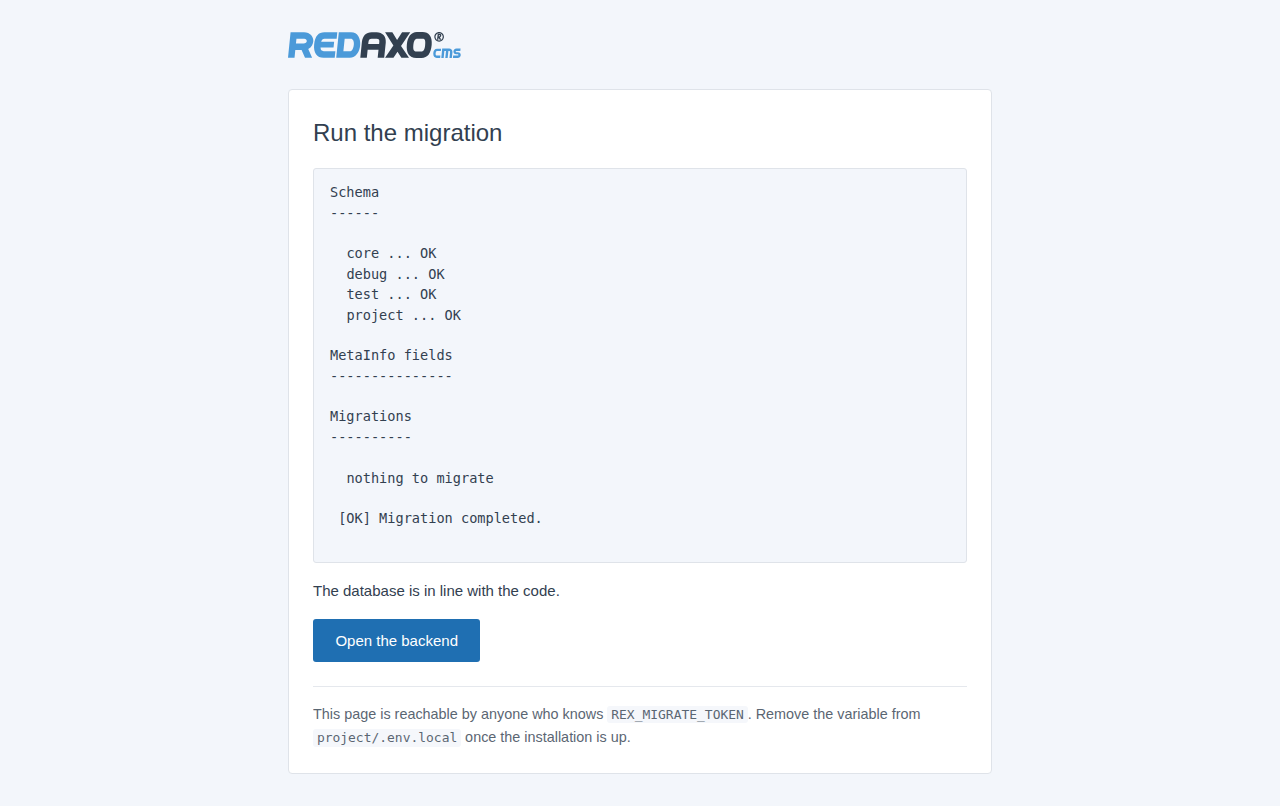 REDAXO® cms
Run the migration
Schema
------
core ... OK
debug ... OK
test ... OK
project ... OK
MetaInfo fields
---------------
Migrations
----------
nothing to migrate
[OK] Migration completed.
The database is in line with the code.
Open the backend
This page is reachable by anyone who knows REX_MIGRATE_TOKEN. Remove the variable from
project/.env.local once the installation is up.